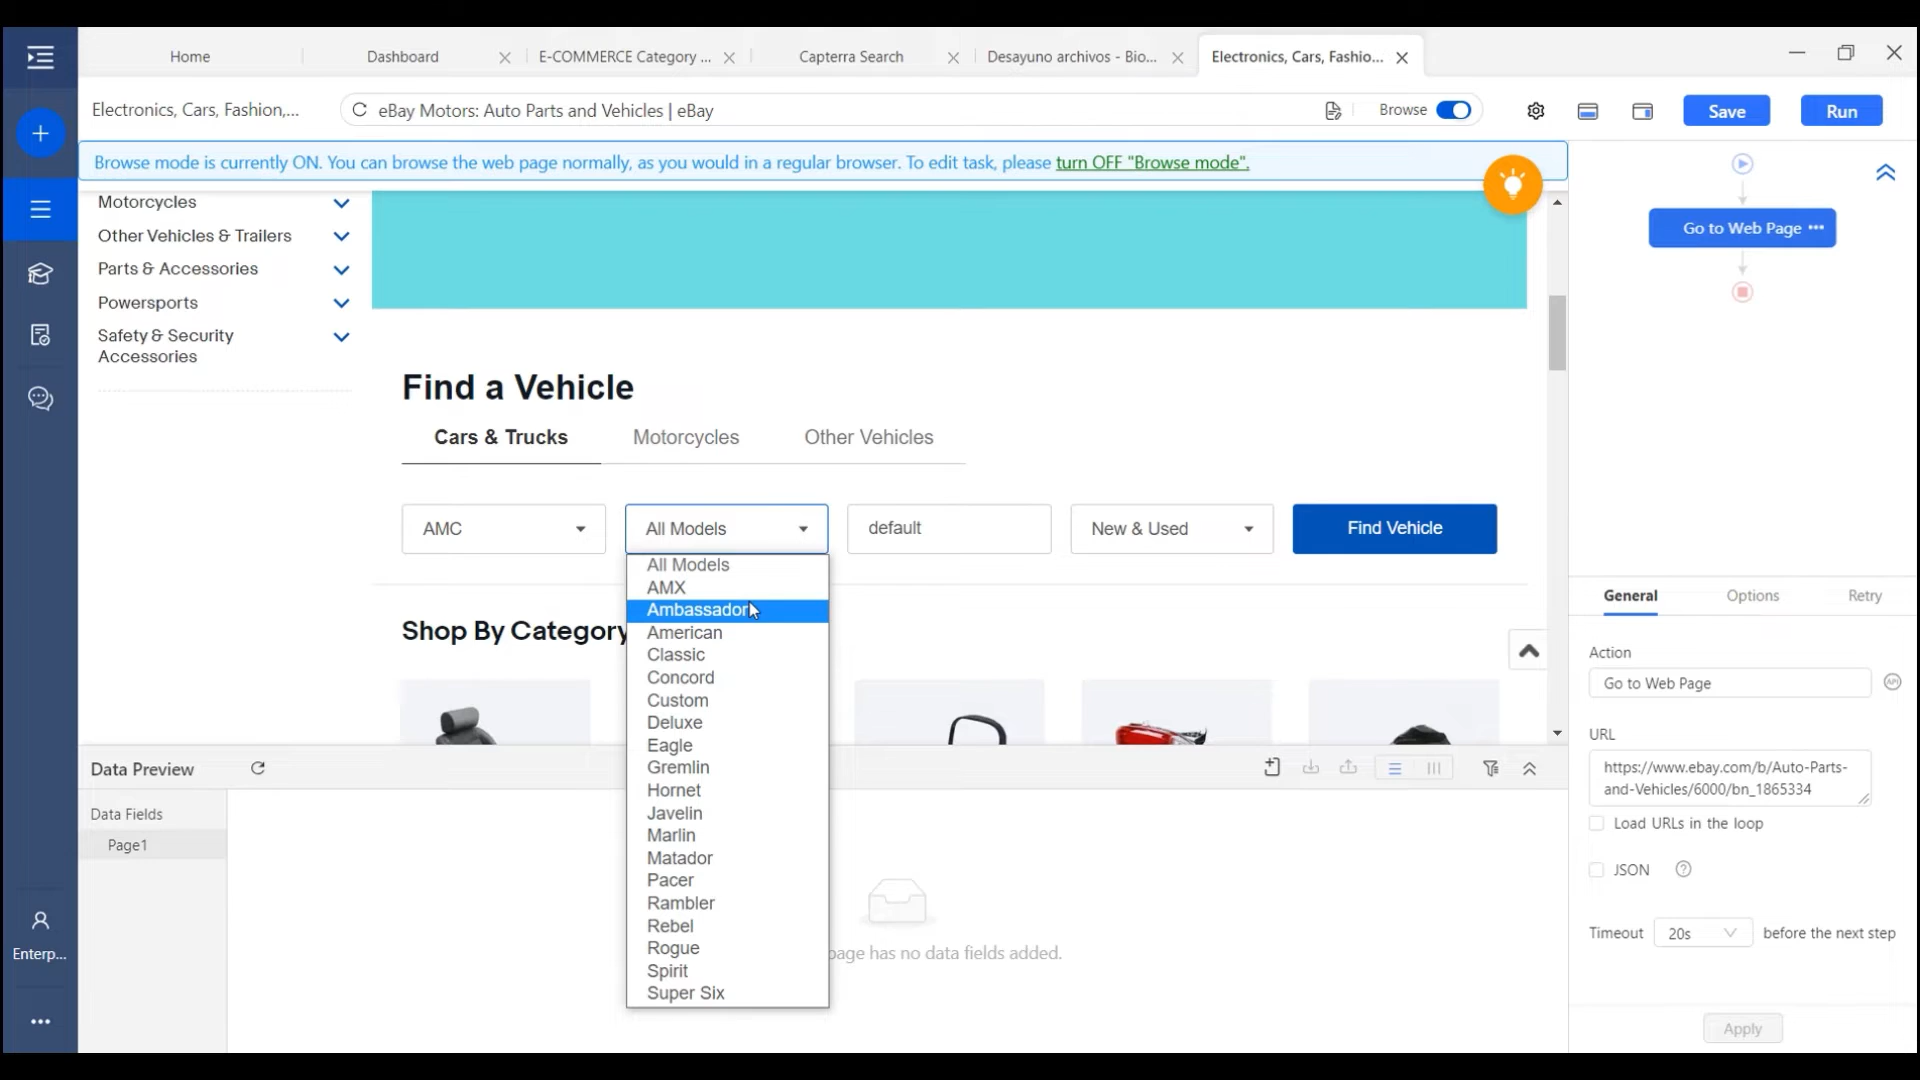 Home
Dashboard
E-COMMERCE Category ...
Capterra Search
Desayuno archivos - Bio...
Electronics, Cars, Fashio...
Electronics, Cars, Fashion,...
eBay Motors: Auto Parts and Vehicles | eBay
Browse
Save
Run
Browse mode is currently ON. You can browse the web page normally, as you would in a regular browser. To edit task, please turn OFF "Browse mode".
Motorcycles
Other Vehicles & Trailers
Parts & Accessories
Powersports
Safety & Security
Accessories
Find a Vehicle
Cars & Trucks
Motorcycles
Other Vehicles
AMC
All Models
default
New & Used
Find Vehicle
All Models
AMX
Ambassador
American
Classic
Concord
Custom
Deluxe
Eagle
Gremlin
Hornet
Javelin
Marlin
Matador
Pacer
Rambler
Rebel
Rogue
Spirit
Super Six
Shop By Category
Data Preview
Data Fields
Page1
page has no data fields added.
Enterp...
Go to Web Page
General
Options
Retry
Action
Go to Web Page
API
URL
https://www.ebay.com/b/Auto-Parts-
and-Vehicles/6000/bn_1865334
Load URLs in the loop
JSON
Timeout
20s
before the next step
Apply